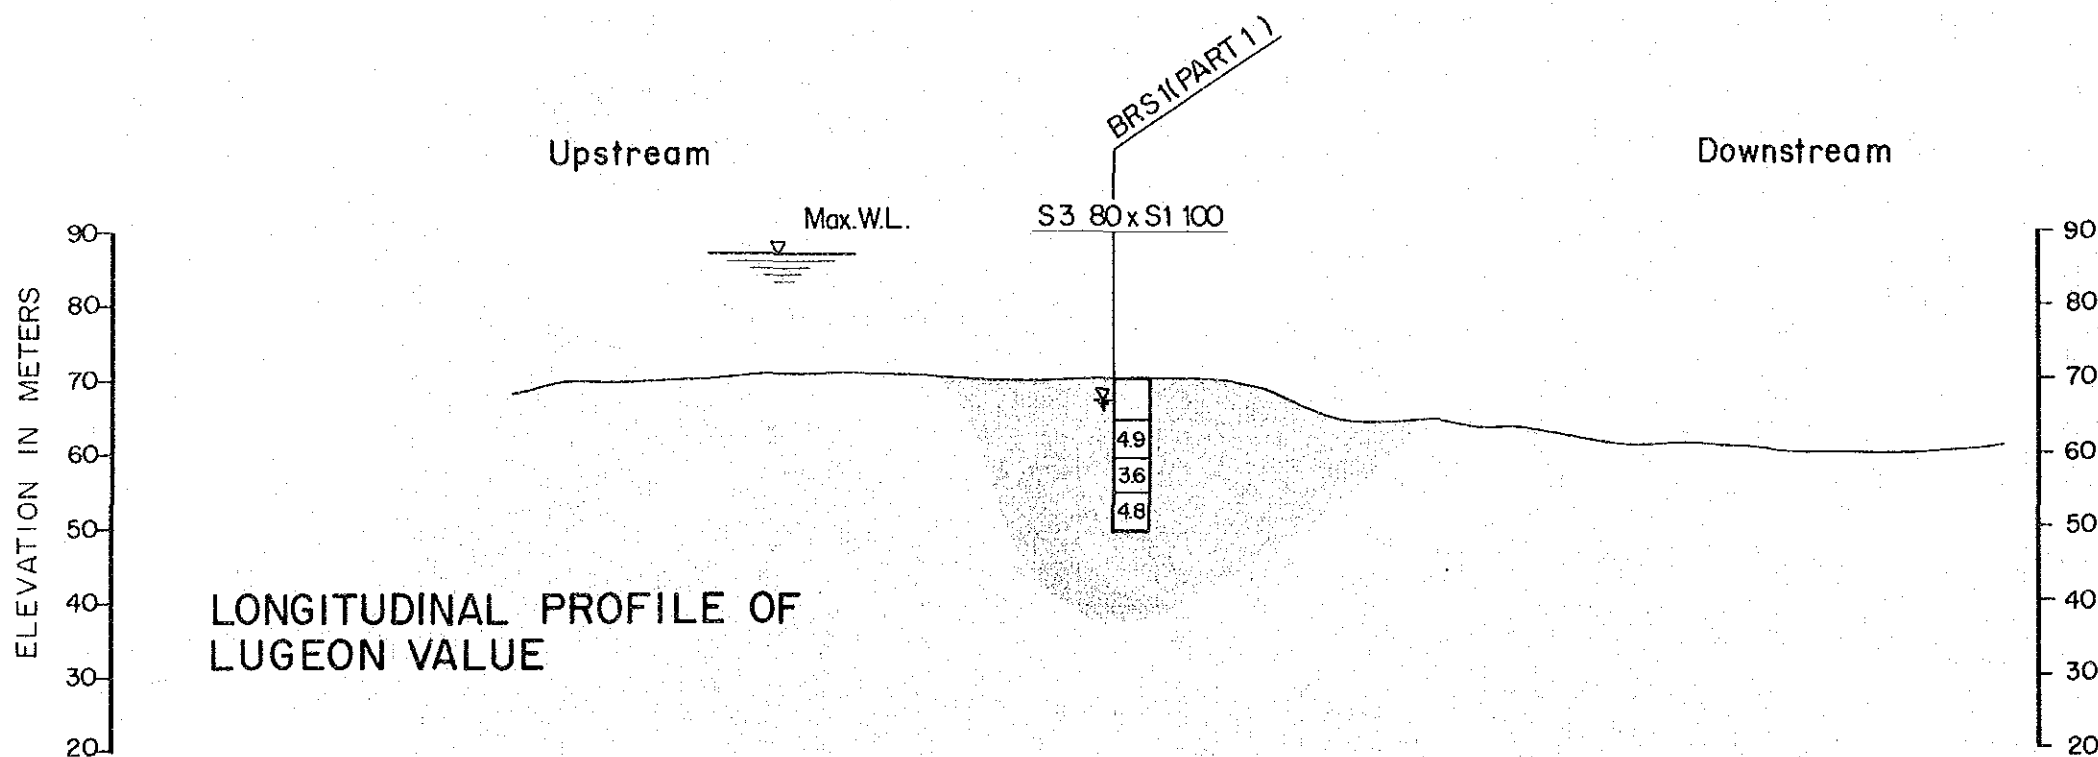 BRS1(PART 1)
Upstream
Downstream
Max.W.L.
S3 80 x S1 100
ELEVATION IN METERS
90
80
70
60
50
40
30
20
4.9
3.6
4.8
90
80
70
60
50
40
30
20
LONGITUDINAL PROFILE OF
LUGEON VALUE